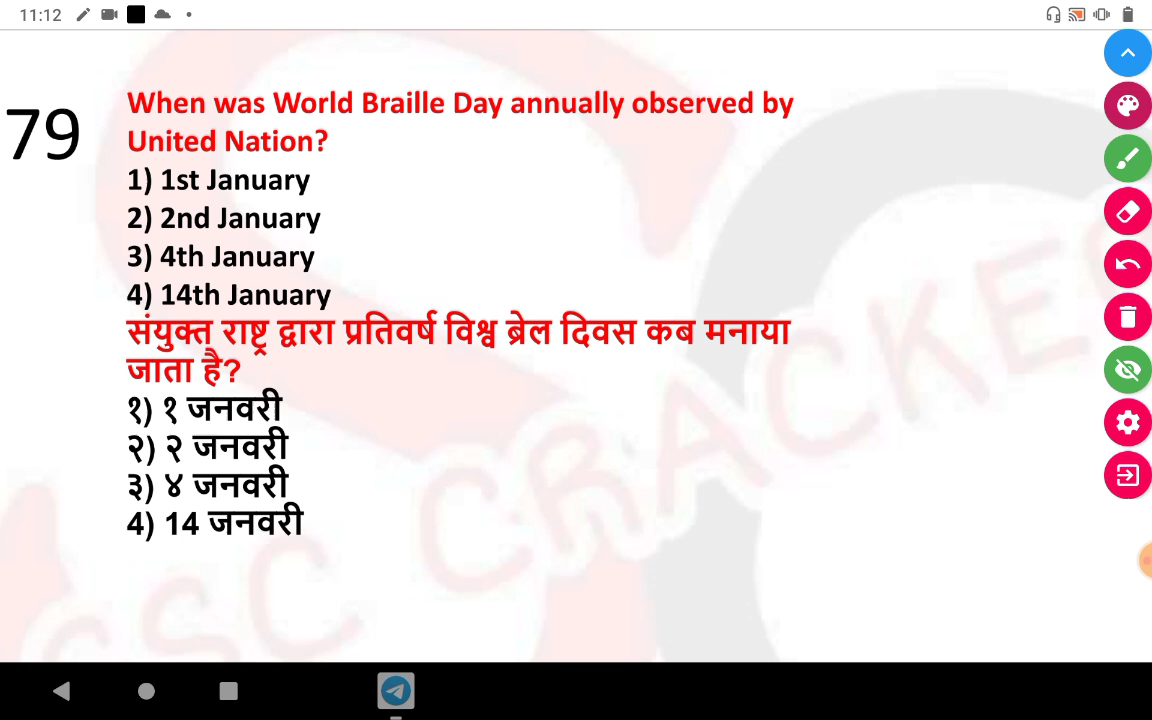 11:12
79
When was World Braille Day annually observed by
United Nation?
1) 1st January
2) 2nd January
3) 4th January
4) 14th January
संयुक्त राष्ट्र द्वारा प्रतिवर्ष विश्व ब्रेल दिवस कब मनाया
जाता है?
१) १ जनवरी
२) २ जनवरी
३) ४ जनवरी
4) 14 जनवरी
SSC CRACKER